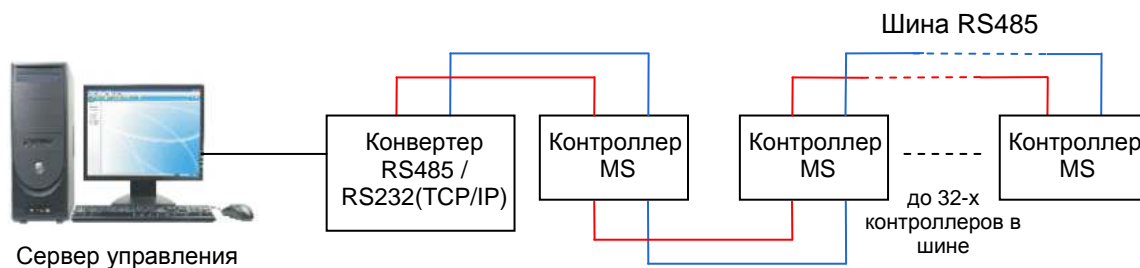 Шина RS485
Конвертер
RS485 /
RS232(TCP/IP)
Контроллер
MS
Контроллер
MS
Контроллер
MS
до 32-х
контроллеров в
шине
Сервер управления